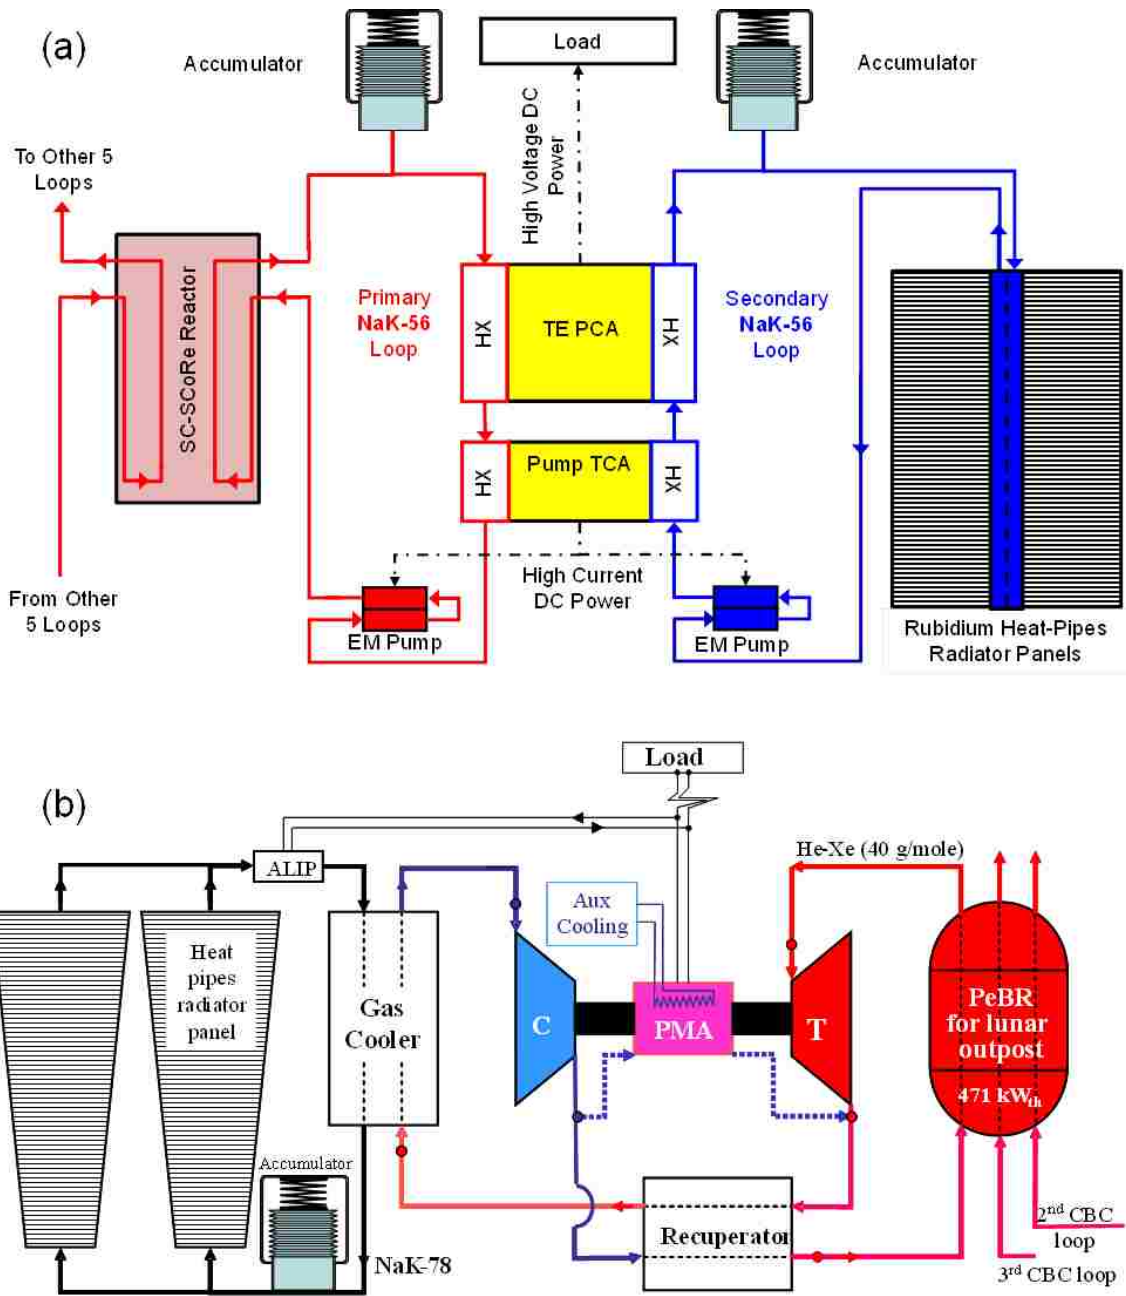 (a)
Accumulator
Load
Accumulator
To Other 5
Loops
High Voltage DC
Power
SC-SCoRe Reactor
Primary
NaK-56
Loop
HX
TE PCA
HX
Secondary
NaK-56
Loop
HX
Pump TCA
HX
From Other
5 Loops
High Current
DC Power
EM Pump
EM Pump
Rubidium Heat-Pipes
Radiator Panels
(b)
Load
ALIP
He-Xe (40 g/mole)
Aux
Cooling
Heat
pipes
radiator
panel
Gas
Cooler
C
PMA
T
PeBR
for lunar
outpost
471 kWth
Accumulator
NaK-78
Recuperator
2nd CBC
loop
3rd CBC loop